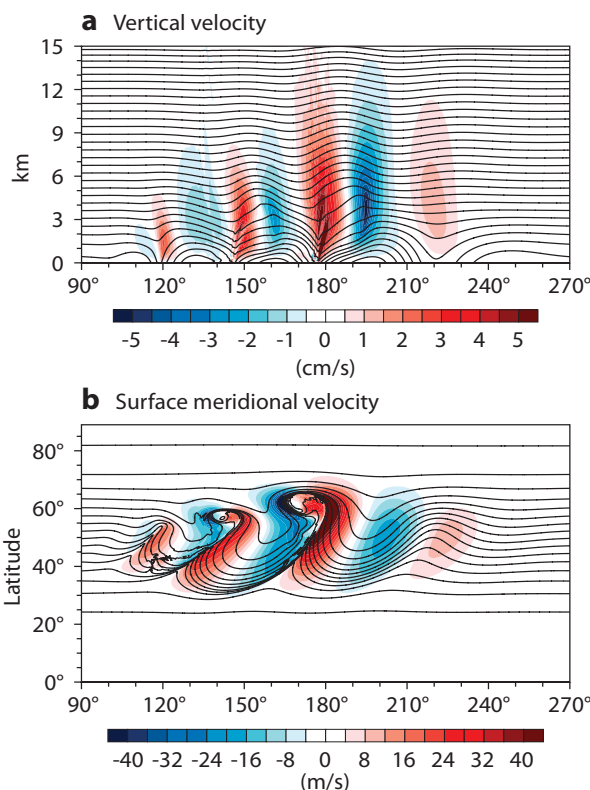 a Vertical velocity
15
12
9
6
3
0
km
90° 120° 150° 180° 210° 240° 270°
-5 -4 -3 -2 -1 0 1 2 3 4 5
(cm/s)
b Surface meridional velocity
80°
60°
40°
20°
0°
Latitude
90° 120° 150° 180° 210° 240° 270°
-40 -32 -24 -16 -8 0 8 16 24 32 40
(m/s)